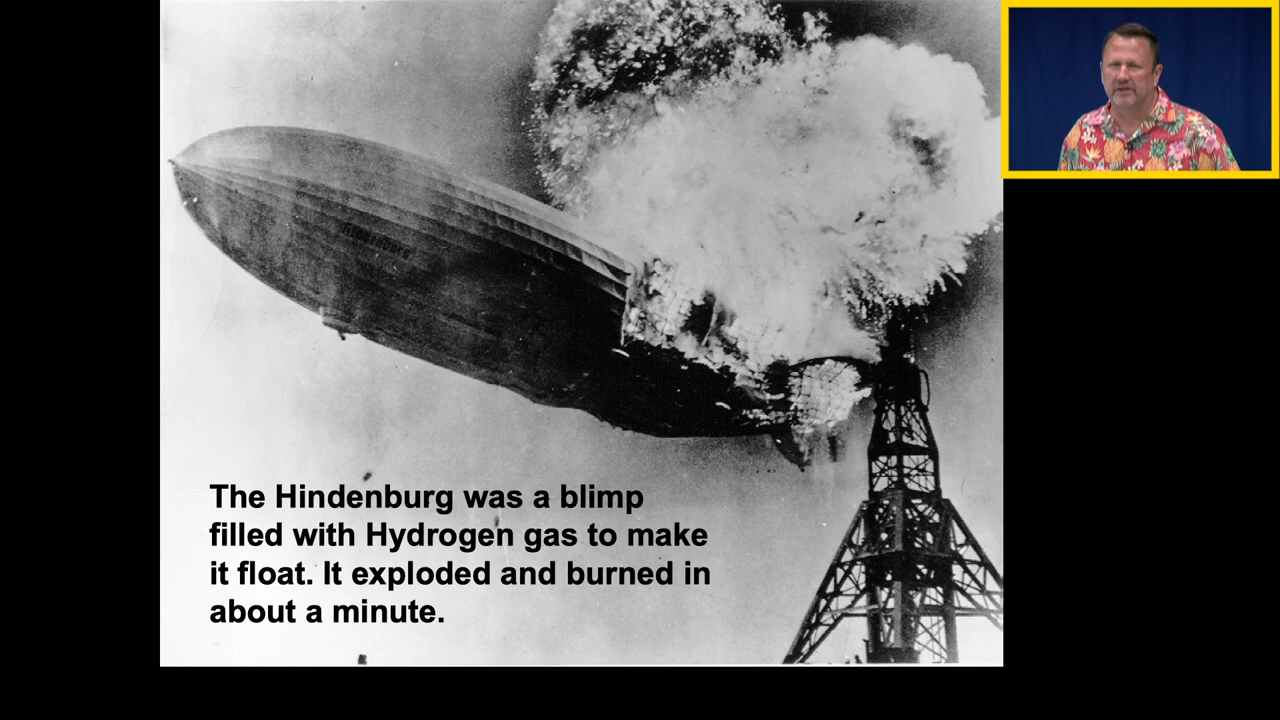 Hindenburg
The Hindenburg was a blimp
filled with Hydrogen gas to make
it float. It exploded and burned in
about a minute.